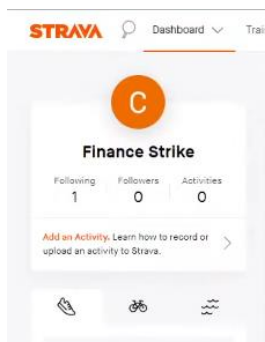 STRAVA Dashboard
C
Finance Strike
Following Followers Activities
1 0 0
Add an Activity. Learn how to record or
upload an activity to Strava.